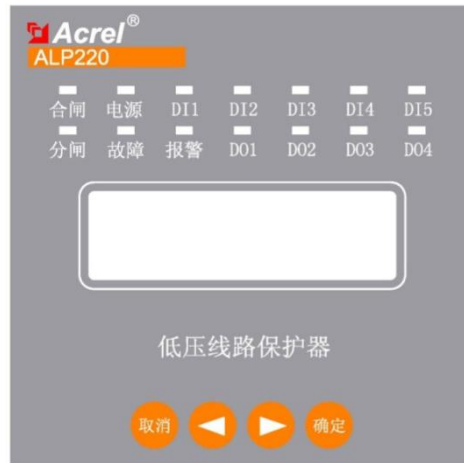 Acrel®
ALP220
合闸 电源 DI1 DI2 DI3 DI4 DI5
分闸 故障 报警 DO1 DO2 DO3 DO4
低压线路保护器
取消 确定